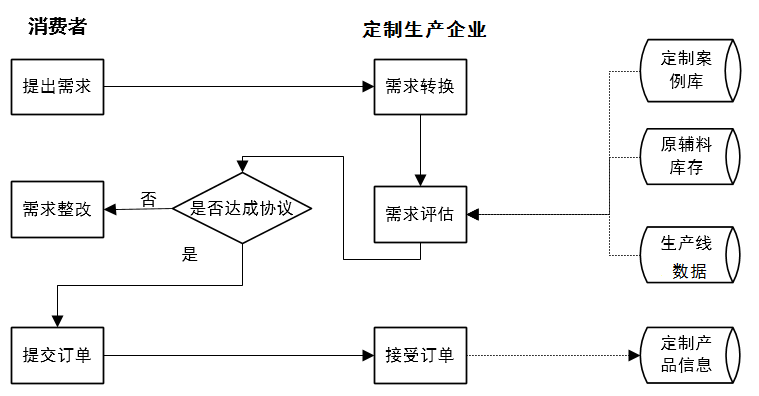 消费者
定制生产企业
提出需求
需求转换
定制案
例库
原辅料
库存
需求整改
否
是否达成协议
需求评估
是
生产线
数据
提交订单
接受订单
定制产
品信息